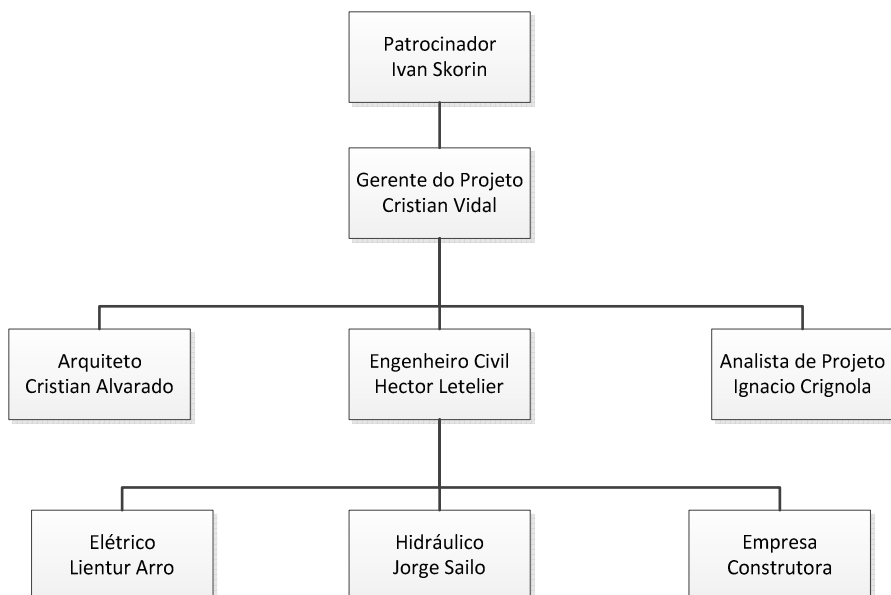 Patrocinador
Ivan Skorin
Gerente do Projeto
Cristian Vidal
Arquiteto
Cristian Alvarado
Engenheiro Civil
Hector Letelier
Analista de Projeto
Ignacio Crignola
Elétrico
Lientur Arro
Hidráulico
Jorge Sailo
Empresa
Construtora